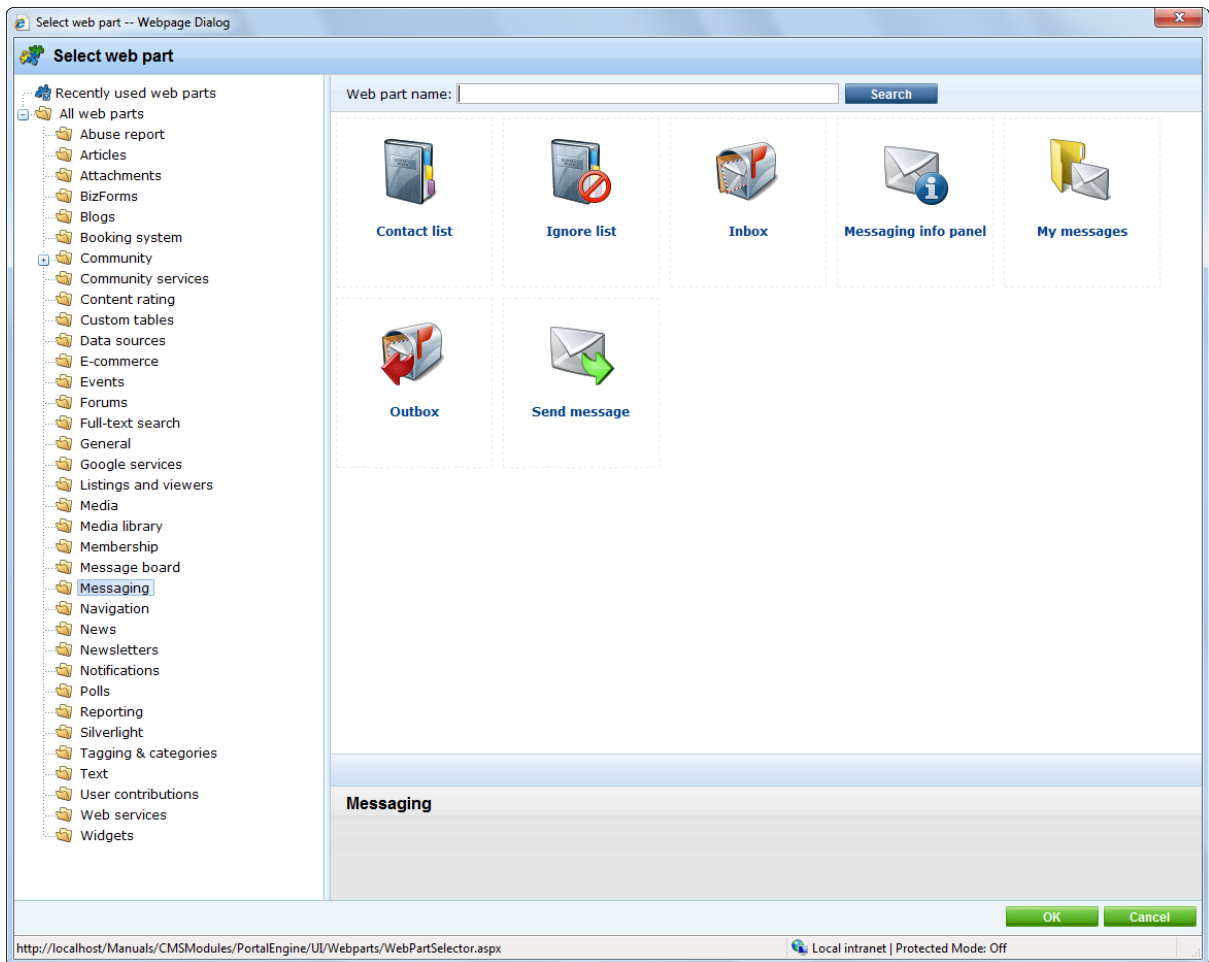 Select web part -- Webpage Dialog
Select web part
Recently used web parts
All web parts
Abuse report
Articles
Attachments
BizForms
Blogs
Booking system
Community
Community services
Content rating
Custom tables
Data sources
E-commerce
Events
Forums
Full-text search
General
Google services
Listings and viewers
Media
Media library
Membership
Message board
Messaging
Navigation
News
Newsletters
Notifications
Polls
Reporting
Silverlight
Tagging & categories
Text
User contributions
Web services
Widgets
Web part name: Search
Contact list Ignore list Inbox Messaging info panel My messages
Outbox Send message
Messaging
OK Cancel
http://localhost/Manuals/CMSModules/PortalEngine/UI/Webparts/WebPartSelector.aspx Local intranet | Protected Mode: Off